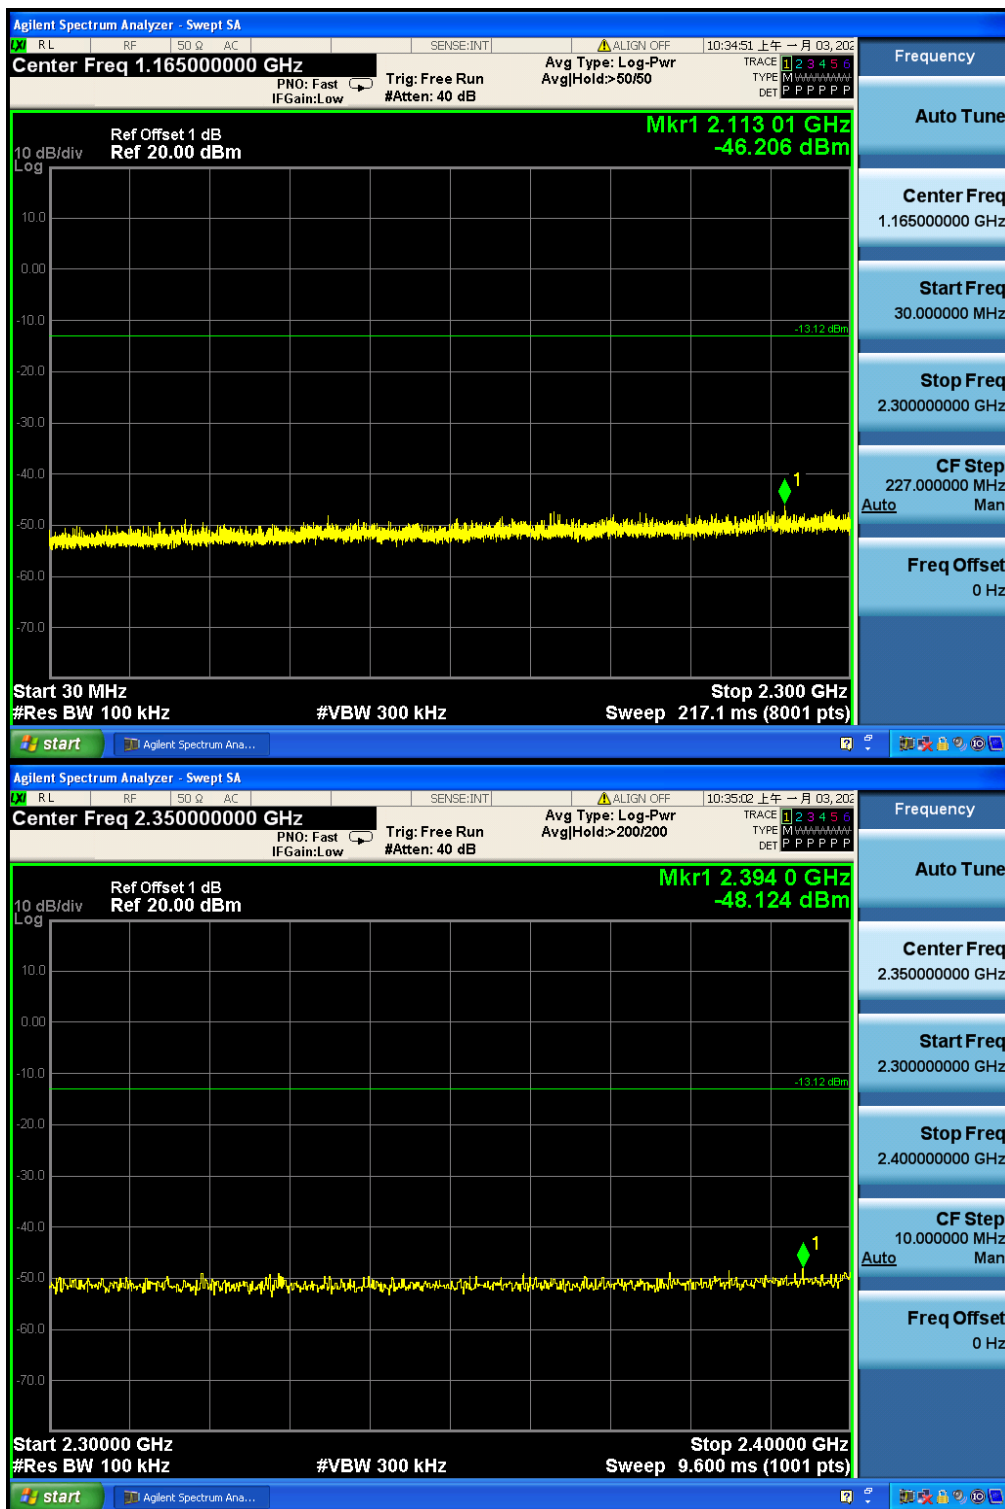 Agilent Spectrum Analyzer - Swept SA
LXI RL RF 50 Ω AC SENSE:INT ALIGN OFF 10:34:51 上午 一月 03, 202
Center Freq 1.165000000 GHz
PNO: Fast
IFGain:Low
Trig: Free Run
#Atten: 40 dB
Avg Type: Log-Pwr
Avg|Hold:>50/50
TRACE 1 2 3 4 5 6
TYPE M
DET P P P P P P
Frequency
Auto Tune
Center Freq
1.165000000 GHz
Start Freq
30.000000 MHz
Stop Freq
2.300000000 GHz
CF Step
227.000000 MHz
Auto Man
Freq Offset
0 Hz
Mkr1 2.113 01 GHz
-46.206 dBm
Ref Offset 1 dB
10 dB/div Ref 20.00 dBm
Log
10.0
0.00
-10.0
-13.12 dBm
-20.0
-30.0
-40.0
1
-50.0
-60.0
-70.0
Start 30 MHz Stop 2.300 GHz
#Res BW 100 kHz #VBW 300 kHz Sweep 217.1 ms (8001 pts)
start Agilent Spectrum Ana...
Agilent Spectrum Analyzer - Swept SA
LXI RL RF 50 Ω AC SENSE:INT ALIGN OFF 10:35:02 上午 一月 03, 202
Center Freq 2.350000000 GHz
PNO: Fast
IFGain:Low
Trig: Free Run
#Atten: 40 dB
Avg Type: Log-Pwr
Avg|Hold:>200/200
TRACE 1 2 3 4 5 6
TYPE M
DET P P P P P P
Frequency
Auto Tune
Center Freq
2.350000000 GHz
Start Freq
2.300000000 GHz
Stop Freq
2.400000000 GHz
CF Step
10.000000 MHz
Auto Man
Freq Offset
0 Hz
Mkr1 2.394 0 GHz
-48.124 dBm
Ref Offset 1 dB
10 dB/div Ref 20.00 dBm
Log
10.0
0.00
-10.0
-13.12 dBm
-20.0
-30.0
-40.0
1
-50.0
-60.0
-70.0
Start 2.30000 GHz Stop 2.40000 GHz
#Res BW 100 kHz #VBW 300 kHz Sweep 9.600 ms (1001 pts)
start Agilent Spectrum Ana...